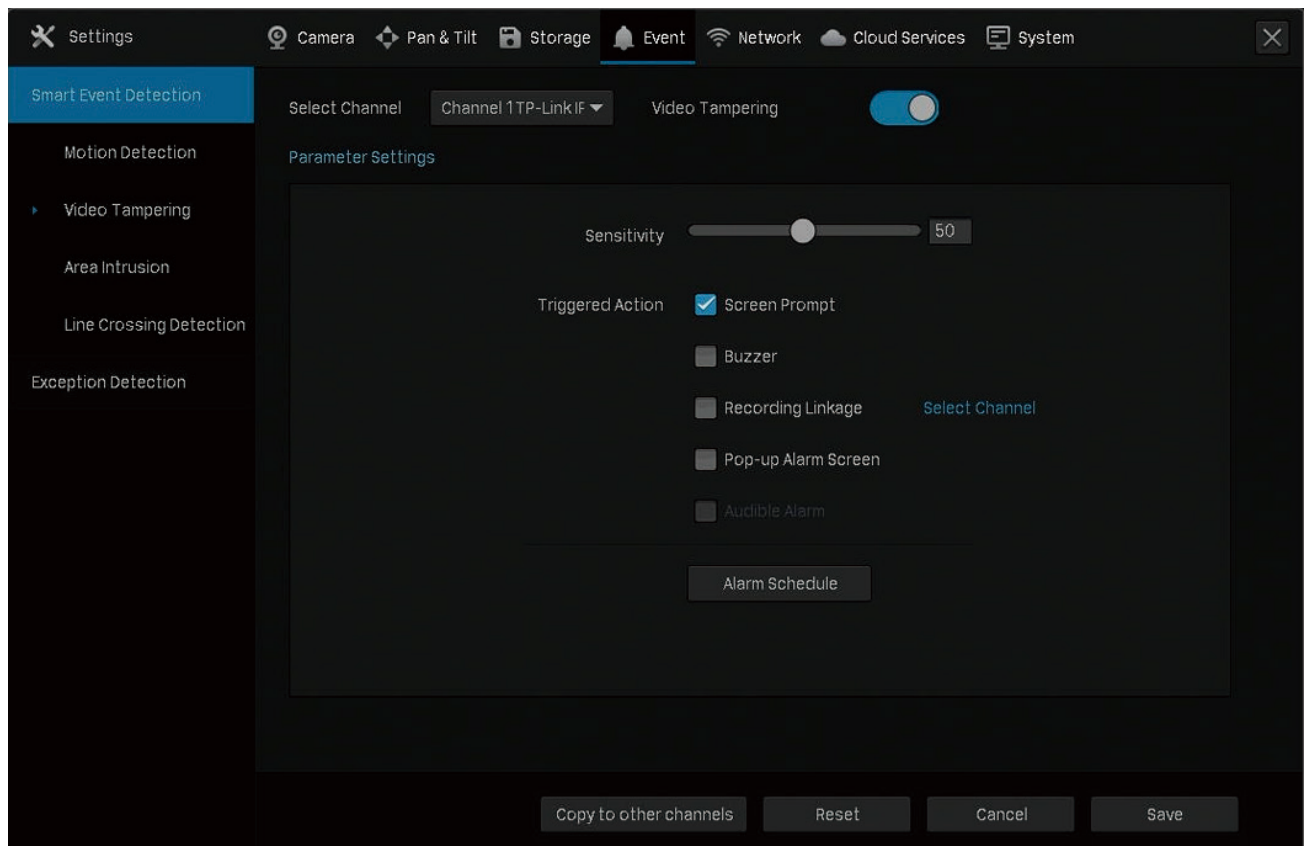 Settings
Camera
Pan & Tilt
Storage
Event
Network
Cloud Services
System
Smart Event Detection
Motion Detection
Video Tampering
Area Intrusion
Line Crossing Detection
Exception Detection
Select Channel
Channel 1 TP-Link IF
Video Tampering
Parameter Settings
Sensitivity
50
Triggered Action
Screen Prompt
Buzzer
Recording Linkage
Select Channel
Pop-up Alarm Screen
Audible Alarm
Alarm Schedule
Copy to other channels
Reset
Cancel
Save